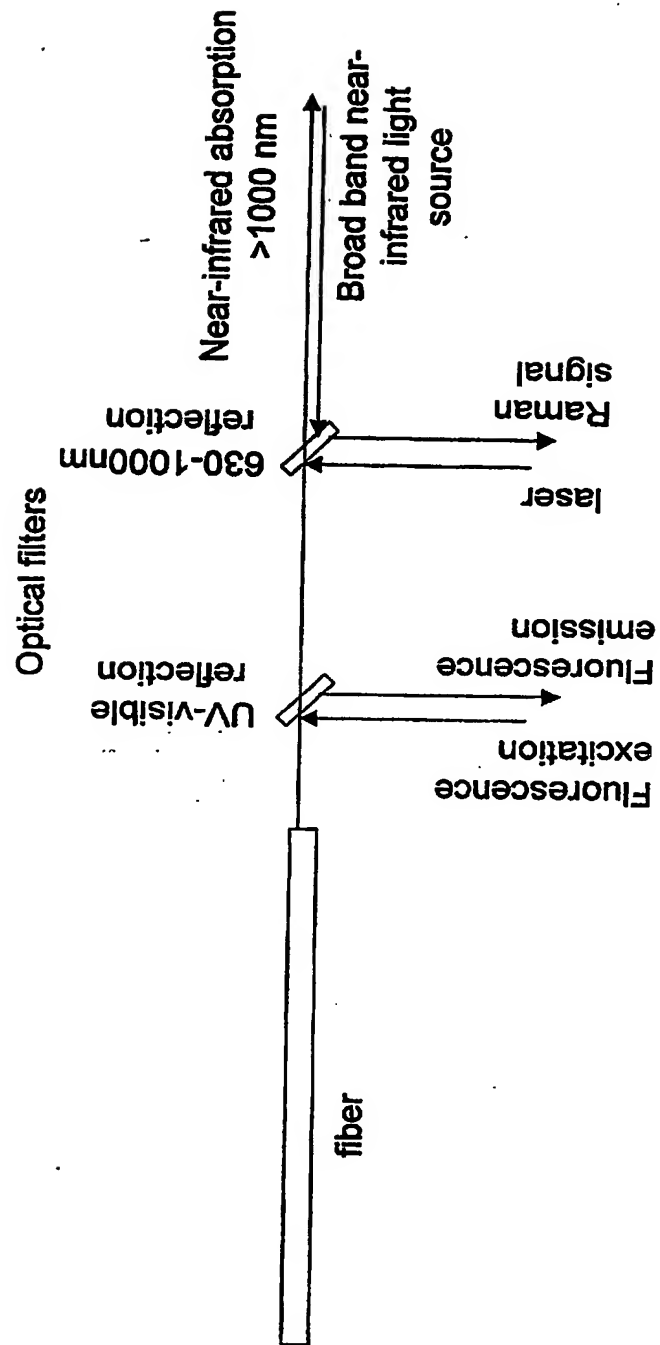 Optical filters
UV-visible
reflection
630-1000nm
reflection
Near-infrared absorption
>1000 nm
Broad band near-
infrared light
source
fiber
Fluorescence
excitation
Fluorescence
emission
laser
Raman
signal